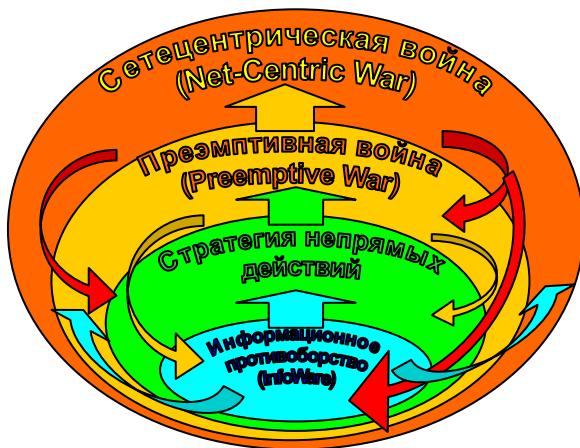 Сетецентрическая война
(Net-Centric War)
Преэмптивная война
(Preemptive War)
Стратегия непрямых
действий
Информационное
противоборство
(InfoWare)